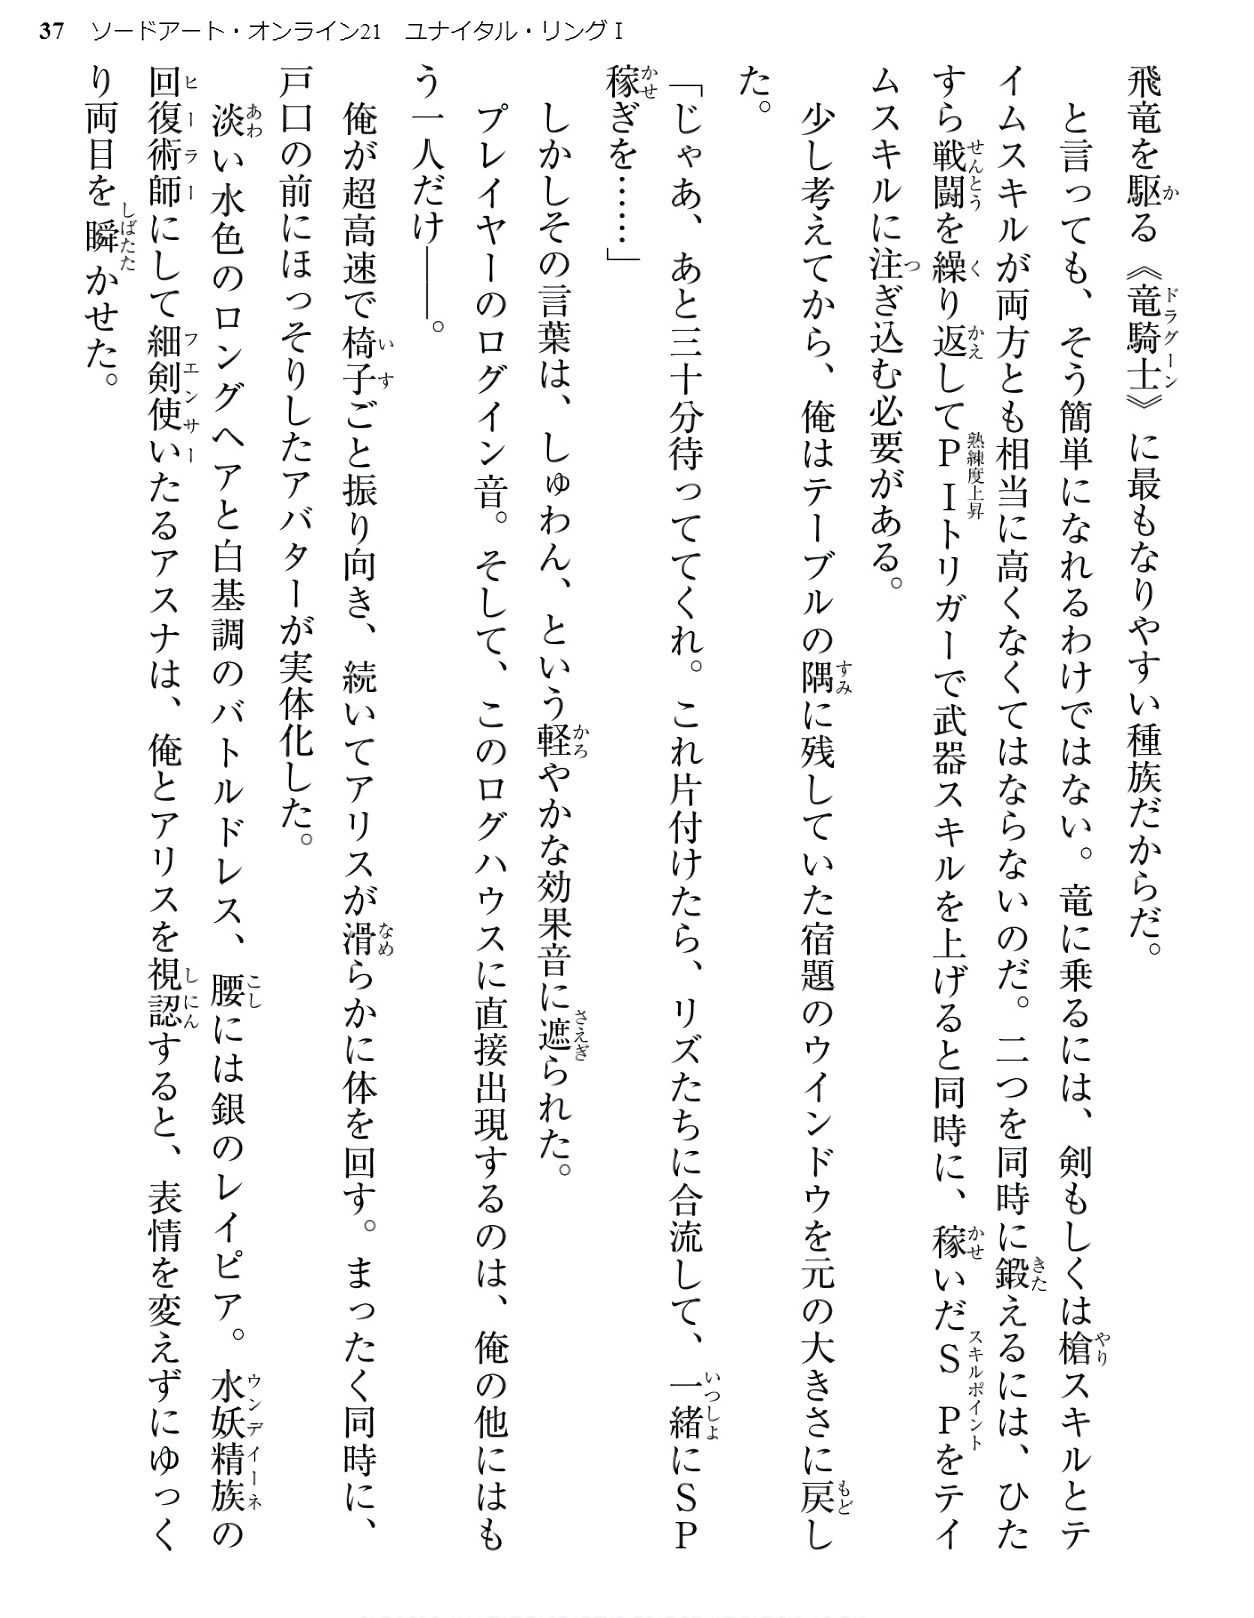 37 ソードアート・オンライン21 ユナイタル・リングⅠ
飛竜を駆る《竜騎士》に最もなりやすい種族だからだ。
と言っても、そう簡単になれるわけではない。竜に乗るには、剣もしくは槍スキルとテ
イムスキルが両方とも相当に高くなくてはならないのだ。二つを同時に鍛えるには、ひた
すら戦闘を繰り返してPIトリガーで武器スキルを上げると同時に、稼いだSPをテイ
ムスキルに注ぎ込む必要がある。
少し考えてから、俺はテーブルの隅に残していた宿題のウインドウを元の大きさに戻し
た。
「じゃあ、あと三十分待っててくれ。これ片付けたら、リズたちに合流して、一緒にSP
稼ぎを……」
しかしその言葉は、しゅわん、という軽やかな効果音に遮られた。
プレイヤーのログイン音。そして、このログハウスに直接出現するのは、俺の他にはも
う一人だけ――。
俺が超高速で椅子ごと振り向き、続いてアリスが滑らかに体を回す。まったく同時に、
戸口の前にほっそりしたアバターが実体化した。
淡い水色のロングヘアと白基調のバトルドレス、腰には銀のレイピア。水妖精族の
回復術師にして細剣使いたるアスナは、俺とアリスを視認すると、表情を変えずにゆっく
り両目を瞬かせた。